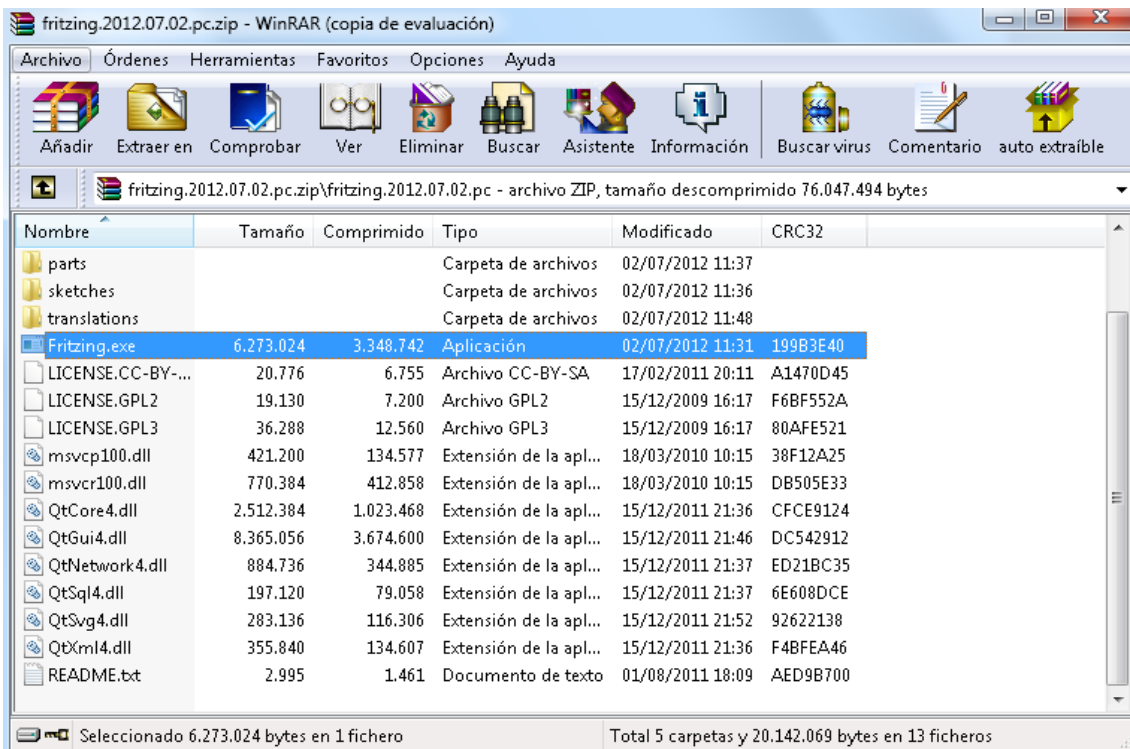 fritzing.2012.07.02.pc.zip - WinRAR (copia de evaluación)
Archivo Órdenes Herramientas Favoritos Opciones Ayuda
Añadir Extraer en Comprobar Ver Eliminar Buscar Asistente Información Buscar virus Comentario auto extraíble
fritzing.2012.07.02.pc.zip\fritzing.2012.07.02.pc - archivo ZIP, tamaño descomprimido 76.047.494 bytes
Nombre Tamaño Comprimido Tipo Modificado CRC32
parts Carpeta de archivos 02/07/2012 11:37
sketches Carpeta de archivos 02/07/2012 11:36
translations Carpeta de archivos 02/07/2012 11:48
Fritzing.exe 6.273.024 3.348.742 Aplicación 02/07/2012 11:31 199B3E40
LICENSE.CC-BY-... 20.776 6.755 Archivo CC-BY-SA 17/02/2011 20:11 A1470D45
LICENSE.GPL2 19.130 7.200 Archivo GPL2 15/12/2009 16:17 F6BF552A
LICENSE.GPL3 36.288 12.560 Archivo GPL3 15/12/2009 16:17 80AFE521
msvcp100.dll 421.200 134.577 Extensión de la apl... 18/03/2010 10:15 38F12A25
msvcr100.dll 770.384 412.858 Extensión de la apl... 18/03/2010 10:15 DB505E33
QtCore4.dll 2.512.384 1.023.468 Extensión de la apl... 15/12/2011 21:36 CFCE9124
QtGui4.dll 8.365.056 3.674.600 Extensión de la apl... 15/12/2011 21:46 DC542912
QtNetwork4.dll 884.736 344.885 Extensión de la apl... 15/12/2011 21:37 ED21BC35
QtSql4.dll 197.120 79.058 Extensión de la apl... 15/12/2011 21:37 6E608DCE
QtSvg4.dll 283.136 116.306 Extensión de la apl... 15/12/2011 21:52 92622138
QtXml4.dll 355.840 134.607 Extensión de la apl... 15/12/2011 21:36 F4BFEA46
README.txt 2.995 1.461 Documento de texto 01/08/2011 18:09 AED9B700
Seleccionado 6.273.024 bytes en 1 fichero Total 5 carpetas y 20.142.069 bytes en 13 ficheros